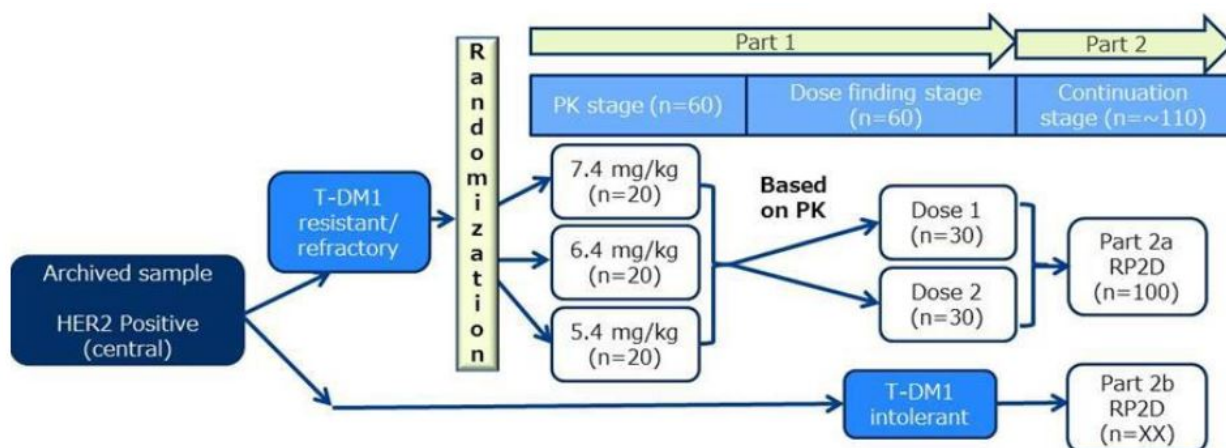 Part 1
Part 2
Randomization
PK stage (n=60)
Dose finding stage
(n=60)
Continuation
stage (n=~110)
T-DM1
resistant/
refractory
7.4 mg/kg
(n=20)
6.4 mg/kg
(n=20)
5.4 mg/kg
(n=20)
Based
on PK
Dose 1
(n=30)
Dose 2
(n=30)
Part 2a
RP2D
(n=100)
Archived sample
HER2 Positive
(central)
T-DM1
intolerant
Part 2b
RP2D
(n=XX)